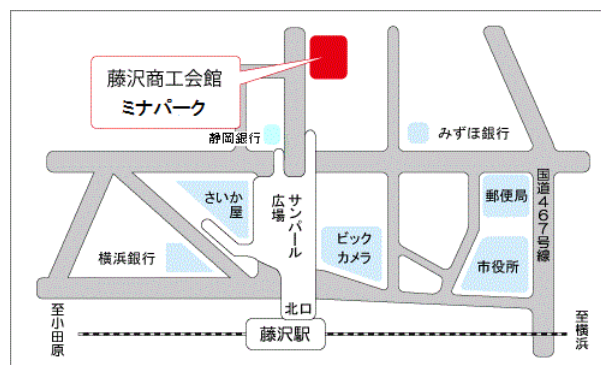 藤沢商工会館
ミナパーク
静岡銀行
みずほ銀行
さいか
屋
サンパール
広場
ビック
カメラ
郵便局
国道467号線
市役所
横浜銀行
北口
藤沢駅
至小田原
至横浜